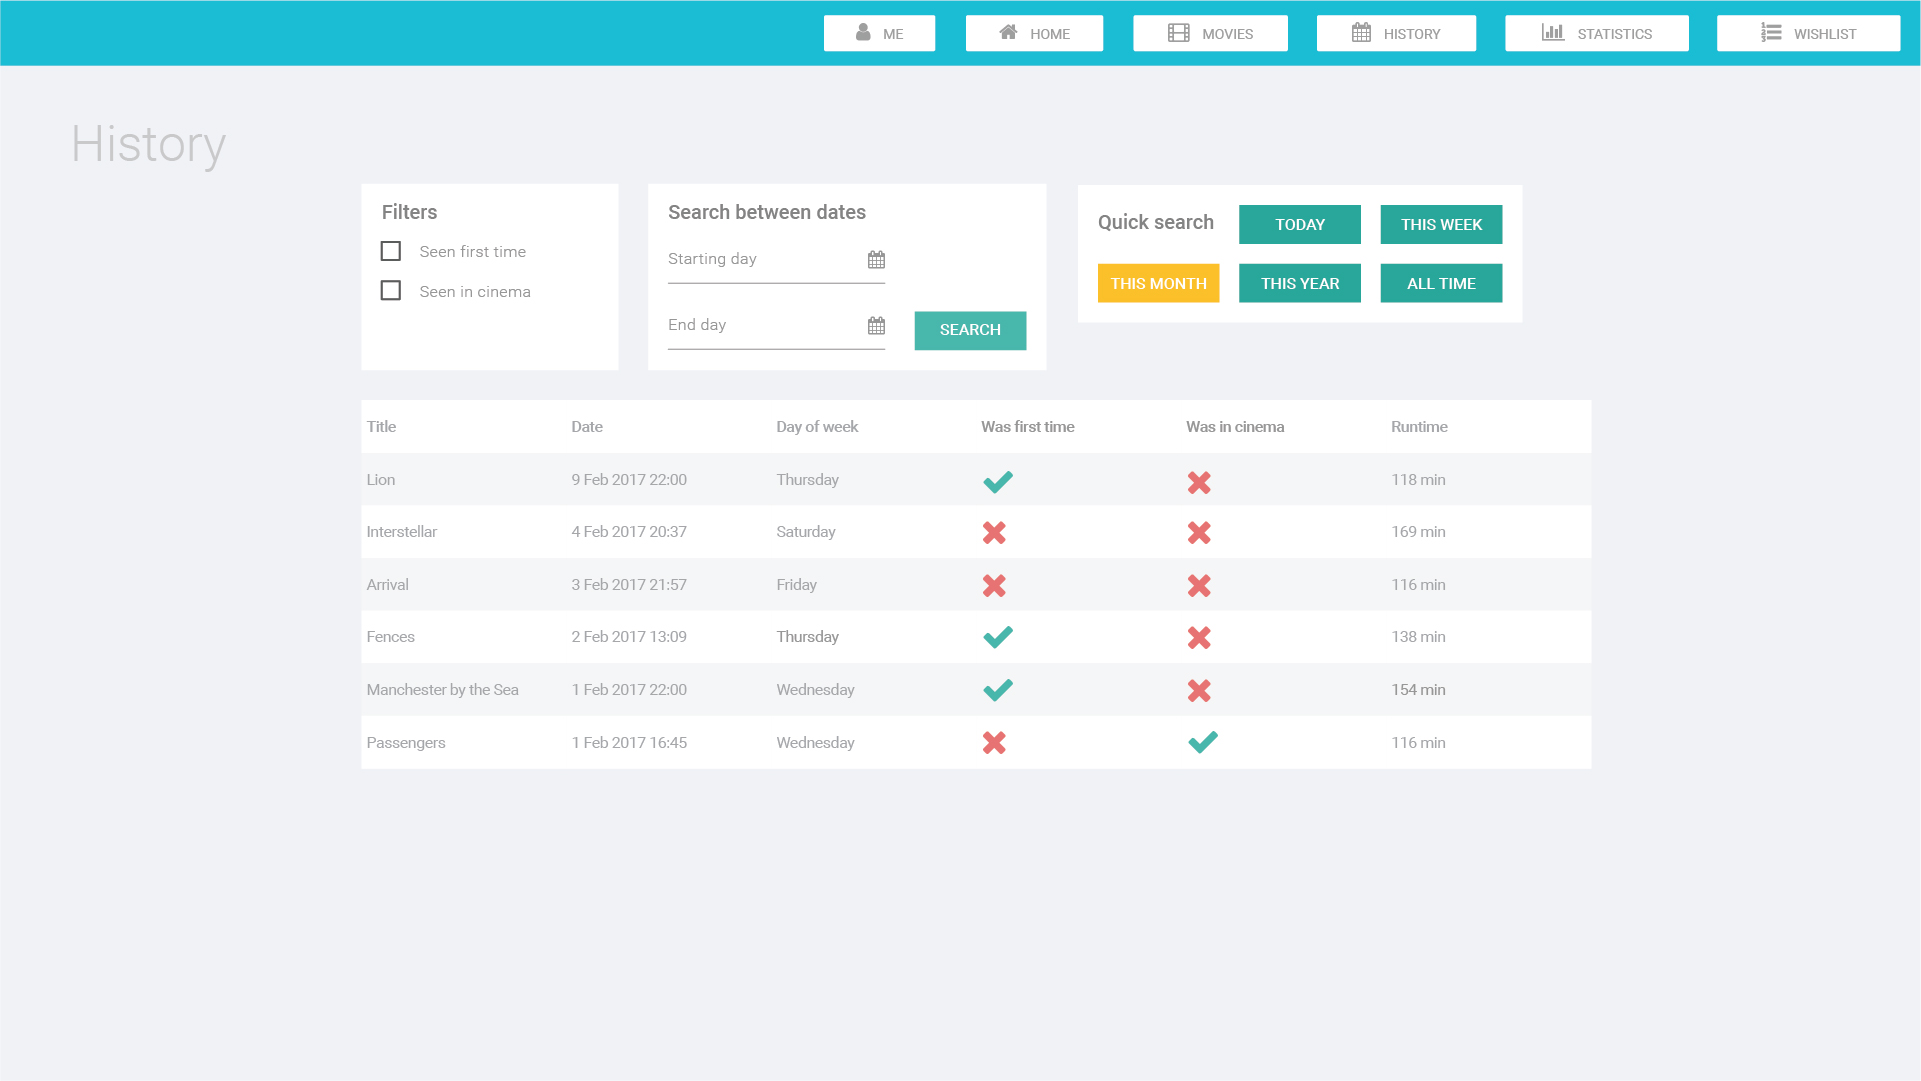 ME HOME MOVIES HISTORY STATISTICS WISHLIST
History
Filters
Seen first time
Seen in cinema
Search between dates
Starting day
End day
SEARCH
Quick search TODAY THIS WEEK
THIS MONTH THIS YEAR ALL TIME
Title Date Day of week Was first time Was in cinema Runtime
Lion 9 Feb 2017 22:00 Thursday 118 min
Interstellar 4 Feb 2017 20:37 Saturday 169 min
Arrival 3 Feb 2017 21:57 Friday 116 min
Fences 2 Feb 2017 13:09 Thursday 138 min
Manchester by the Sea 1 Feb 2017 22:00 Wednesday 154 min
Passengers 1 Feb 2017 16:45 Wednesday 116 min